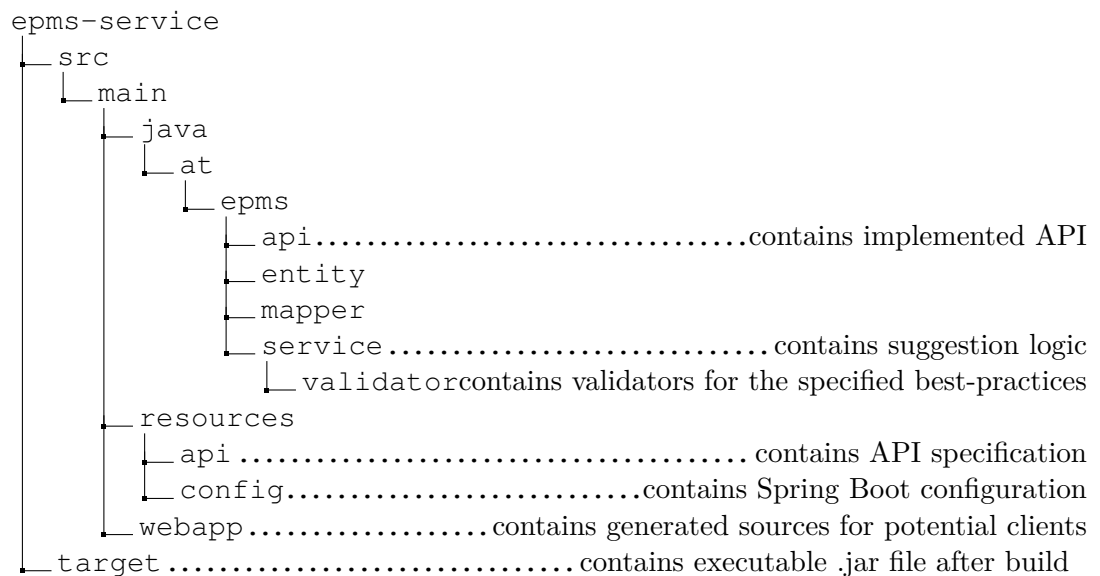 epms-service
src
main
java
at
epms
api.................................contains implemented API
entity
mapper
service..............................contains suggestion logic
validatorcontains validators for the specified best-practices
resources
api........................................contains API specification
config............................contains Spring Boot configuration
webapp...................contains generated sources for potential clients
target..................................contains executable .jar file after build